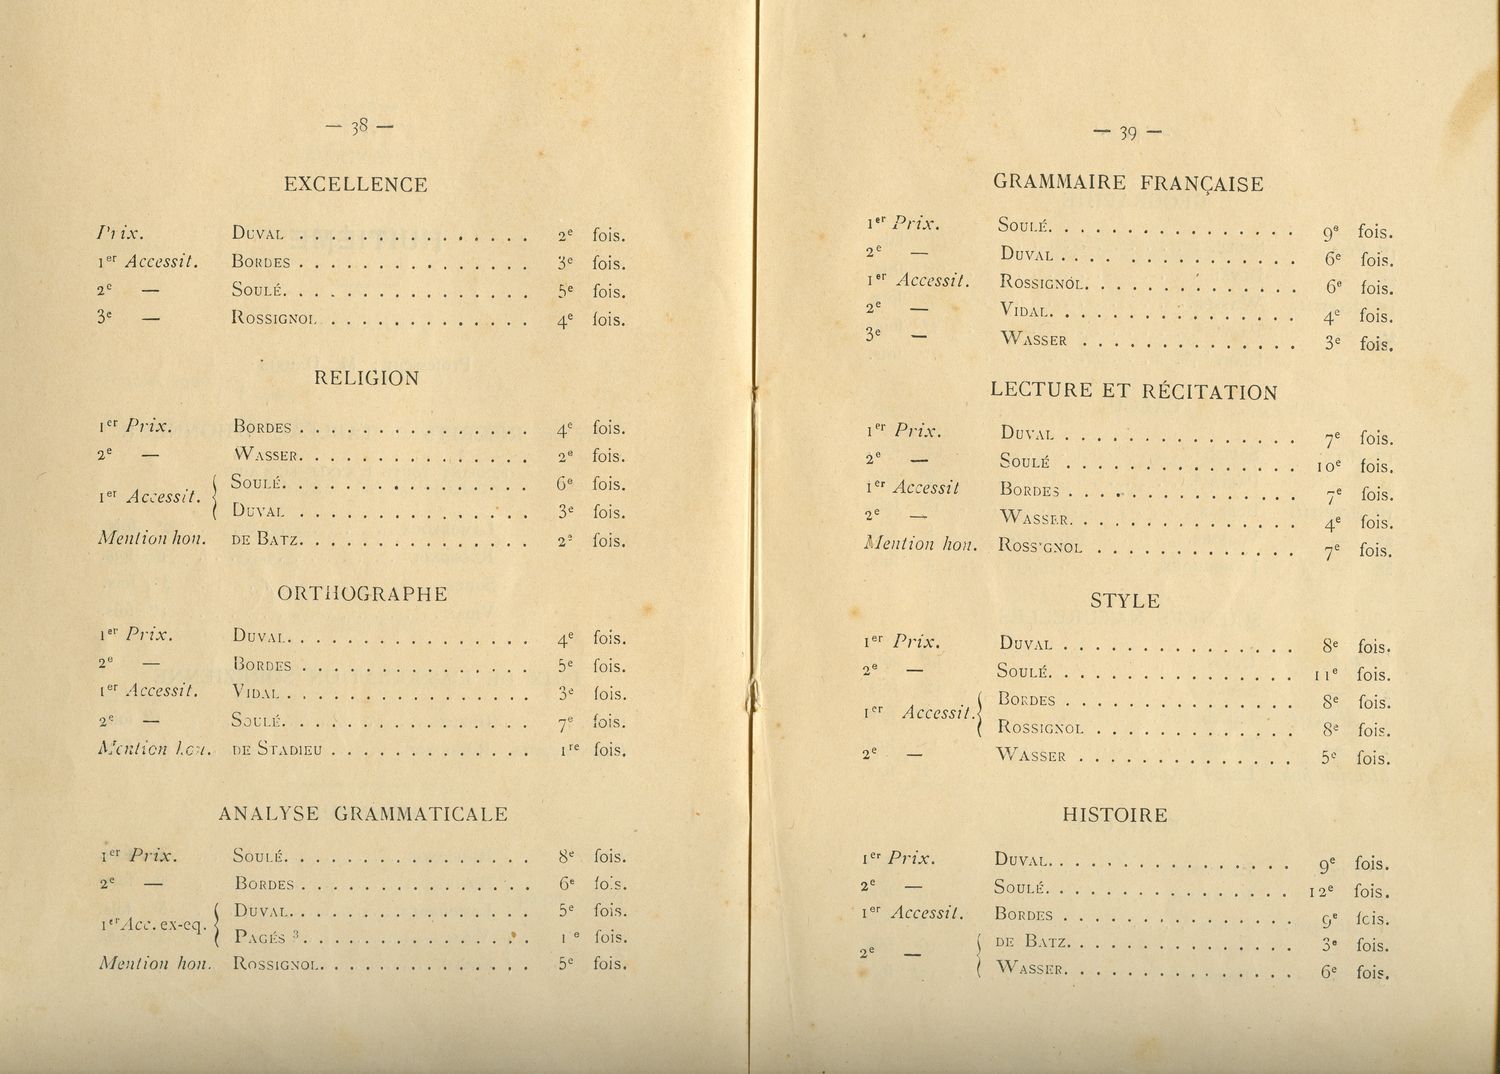 — 38 —
EXCELLENCE
Prix. DUVAL . . . . . . . . . . . . . . . 2e fois.
1er Accessit. BORDES . . . . . . . . . . . . . . . 3e fois.
2e — SOULÉ. . . . . . . . . . . . . . . . 5e fois.
3e — ROSSIGNOL . . . . . . . . . . . . . 4e fois.
RELIGION
1er Prix. BORDES . . . . . . . . . . . . . . . 4e fois.
2e — WASSER. . . . . . . . . . . . . . . 2e fois.
1er Accessit. { SOULÉ. . . . . . . . . . . . . . . . 6e fois.
DUVAL . . . . . . . . . . . . . . . 3e fois.
Mention hon. DE BATZ. . . . . . . . . . . . . . . 2e fois.
ORTHOGRAPHE
1er Prix. DUVAL. . . . . . . . . . . . . . . . 4e fois.
2e — BORDES . . . . . . . . . . . . . . . 5e fois.
1er Accessit. VIDAL . . . . . . . . . . . . . . . . 3e fois.
2e — SOULÉ. . . . . . . . . . . . . . . . 7e fois.
Mention hon. DE STADIEU . . . . . . . . . . . . . 1re fois.
ANALYSE GRAMMATICALE
1er Prix. SOULÉ. . . . . . . . . . . . . . . . 8e fois.
2e — BORDES . . . . . . . . . . . . . . . 6e fois.
1er Acc. ex-eq. { DUVAL. . . . . . . . . . . . . . . . 5e fois.
PAGÉS 3. . . . . . . . . . . . . . . 1 e fois.
Mention hon. ROSSIGNOL. . . . . . . . . . . . . . 5e fois.
— 39 —
GRAMMAIRE FRANÇAISE
1er Prix. SOULÉ. . . . . . . . . . . . . . . . 9e fois.
2e — DUVAL . . . . . . . . . . . . . . . 6e fois.
1er Accessit. ROSSIGNOL. . . . . . . . . . . . . . 6e fois.
2e — VIDAL. . . . . . . . . . . . . . . . 4e fois.
3e — WASSER . . . . . . . . . . . . . . 3e fois.
LECTURE ET RÉCITATION
1er Prix. DUVAL . . . . . . . . . . . . . . . 7e fois.
2e — SOULÉ . . . . . . . . . . . . . . . 10e fois.
1er Accessit BORDES . . . . . . . . . . . . . . . 7e fois.
2e — WASSER. . . . . . . . . . . . . . . 4e fois.
Mention hon. ROSS'GNOL . . . . . . . . . . . . . 7e fois.
STYLE
1er Prix. DUVAL . . . . . . . . . . . . . . . 8e fois.
2e — SOULÉ. . . . . . . . . . . . . . . . 11e fois.
1er Accessit. { BORDES . . . . . . . . . . . . . . . 8e fois.
ROSSIGNOL . . . . . . . . . . . . . 8e fois.
2e — WASSER . . . . . . . . . . . . . . 5e fois.
HISTOIRE
1er Prix. DUVAL. . . . . . . . . . . . . . . . 9e fois.
2e — SOULÉ. . . . . . . . . . . . . . . . 12e fois.
1er Accessit. BORDES . . . . . . . . . . . . . . . 9e fois.
2e — { DE BATZ. . . . . . . . . . . . . . . 3e fois.
WASSER. . . . . . . . . . . . . . . 6e fois.